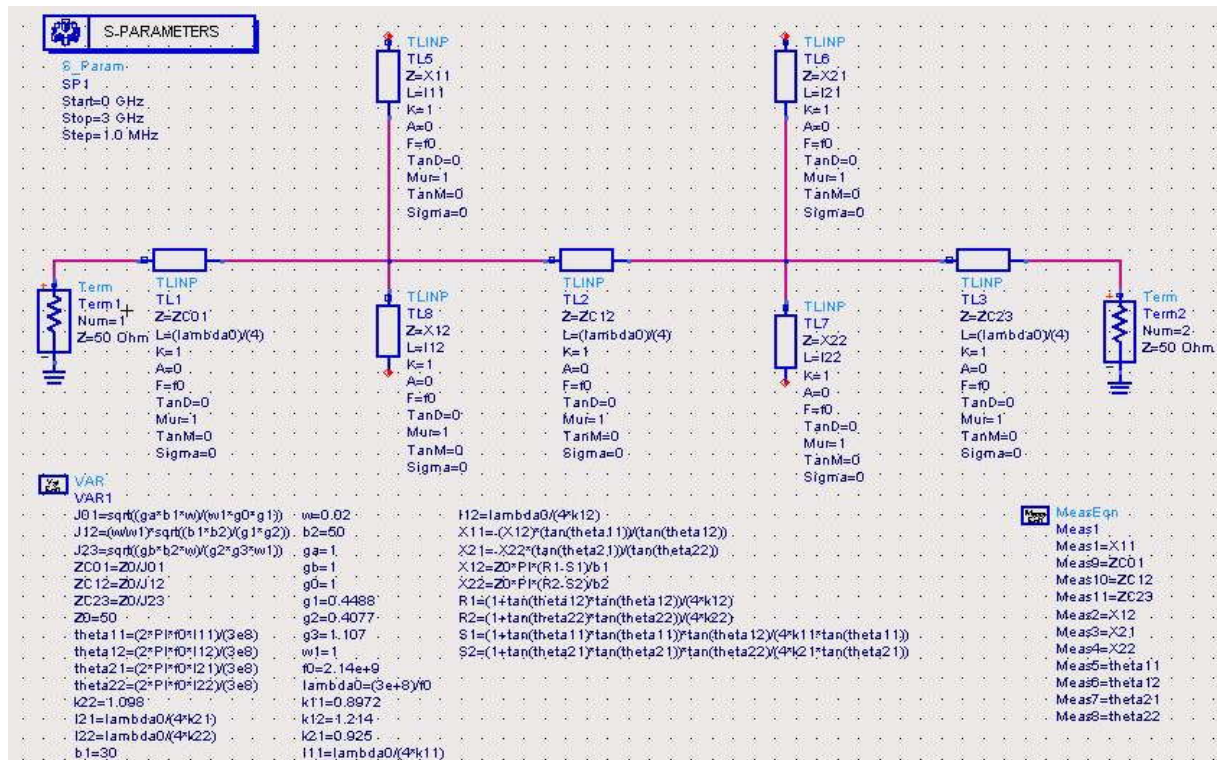 S-PARAMETERS
S_Param
SP1
Start=0 GHz
Stop=3 GHz
Step=1.0 MHz
TLINP
TL5
Z=X11
L=l11
K=1
A=0
F=f0
TanD=0
Mur=1
TanM=0
Sigma=0
TLINP
TL6
Z=X21
L=l21
K=1
A=0
F=f0
TanD=0
Mur=1
TanM=0
Sigma=0
Term
Term1
Num=1
Z=50 Ohm
TLINP
TL1
Z=ZC01
L=(lambda0)/(4)
K=1
A=0
F=f0
TanD=0
Mur=1
TanM=0
Sigma=0
TLINP
TL8
Z=X12
L=l12
K=1
A=0
F=f0
TanD=0
Mur=1
TanM=0
Sigma=0
TLINP
TL2
Z=ZC12
L=(lambda0)/(4)
K=1
A=0
F=f0
TanD=0
Mur=1
TanM=0
Sigma=0
TLINP
TL7
Z=X22
L=l22
K=1
A=0
F=f0
TanD=0
Mur=1
TanM=0
Sigma=0
TLINP
TL3
Z=ZC23
L=(lambda0)/(4)
K=1
A=0
F=f0
TanD=0
Mur=1
TanM=0
Sigma=0
Term
Term2
Num=2
Z=50 Ohm
Var
Eqn
VAR
VAR1
J01=sqrt((ga*b1*w)/(w1*g0*g1))
J12=(w/w1)*sqrt((b1*b2)/(g1*g2))
J23=sqrt((gb*b2*w)/(g2*g3*w1))
ZC01=Z0/J01
ZC12=Z0/J12
ZC23=Z0/J23
Z0=50
theta11=(2*PI*f0*l11)/(3e8)
theta12=(2*PI*f0*l12)/(3e8)
theta21=(2*PI*f0*l21)/(3e8)
theta22=(2*PI*f0*l22)/(3e8)
k22=1.098
l21=lambda0/(4*k21)
l22=lambda0/(4*k22)
b1=30
w=0.02
b2=50
ga=1
gb=1
g0=1
g1=0.4488
g2=0.4077
g3=1.107
w1=1
f0=2.14e+9
lambda0=(3e+8)/f0
k11=0.8972
k12=1.214
k21=0.925
l11=lambda0/(4*k11)
l12=lambda0/(4*k12)
X11=-(X12)*(tan(theta11))/(tan(theta12))
X21=-X22*(tan(theta21))/(tan(theta22))
X12=Z0*PI*(R1-S1)/b1
X22=Z0*PI*(R2-S2)/b2
R1=(1+tan(theta12)*tan(theta12))/(4*k12)
R2=(1+tan(theta22)*tan(theta22))/(4*k22)
S1=(1+tan(theta11)*tan(theta11))*tan(theta12)/(4*k11*tan(theta11))
S2=(1+tan(theta21)*tan(theta21))*tan(theta22)/(4*k21*tan(theta21))
Meas
Eqn
MeasEqn
Meas1
Meas1=X11
Meas9=ZC01
Meas10=ZC12
Meas11=ZC23
Meas2=X12
Meas3=X21
Meas4=X22
Meas5=theta11
Meas6=theta12
Meas7=theta21
Meas8=theta22